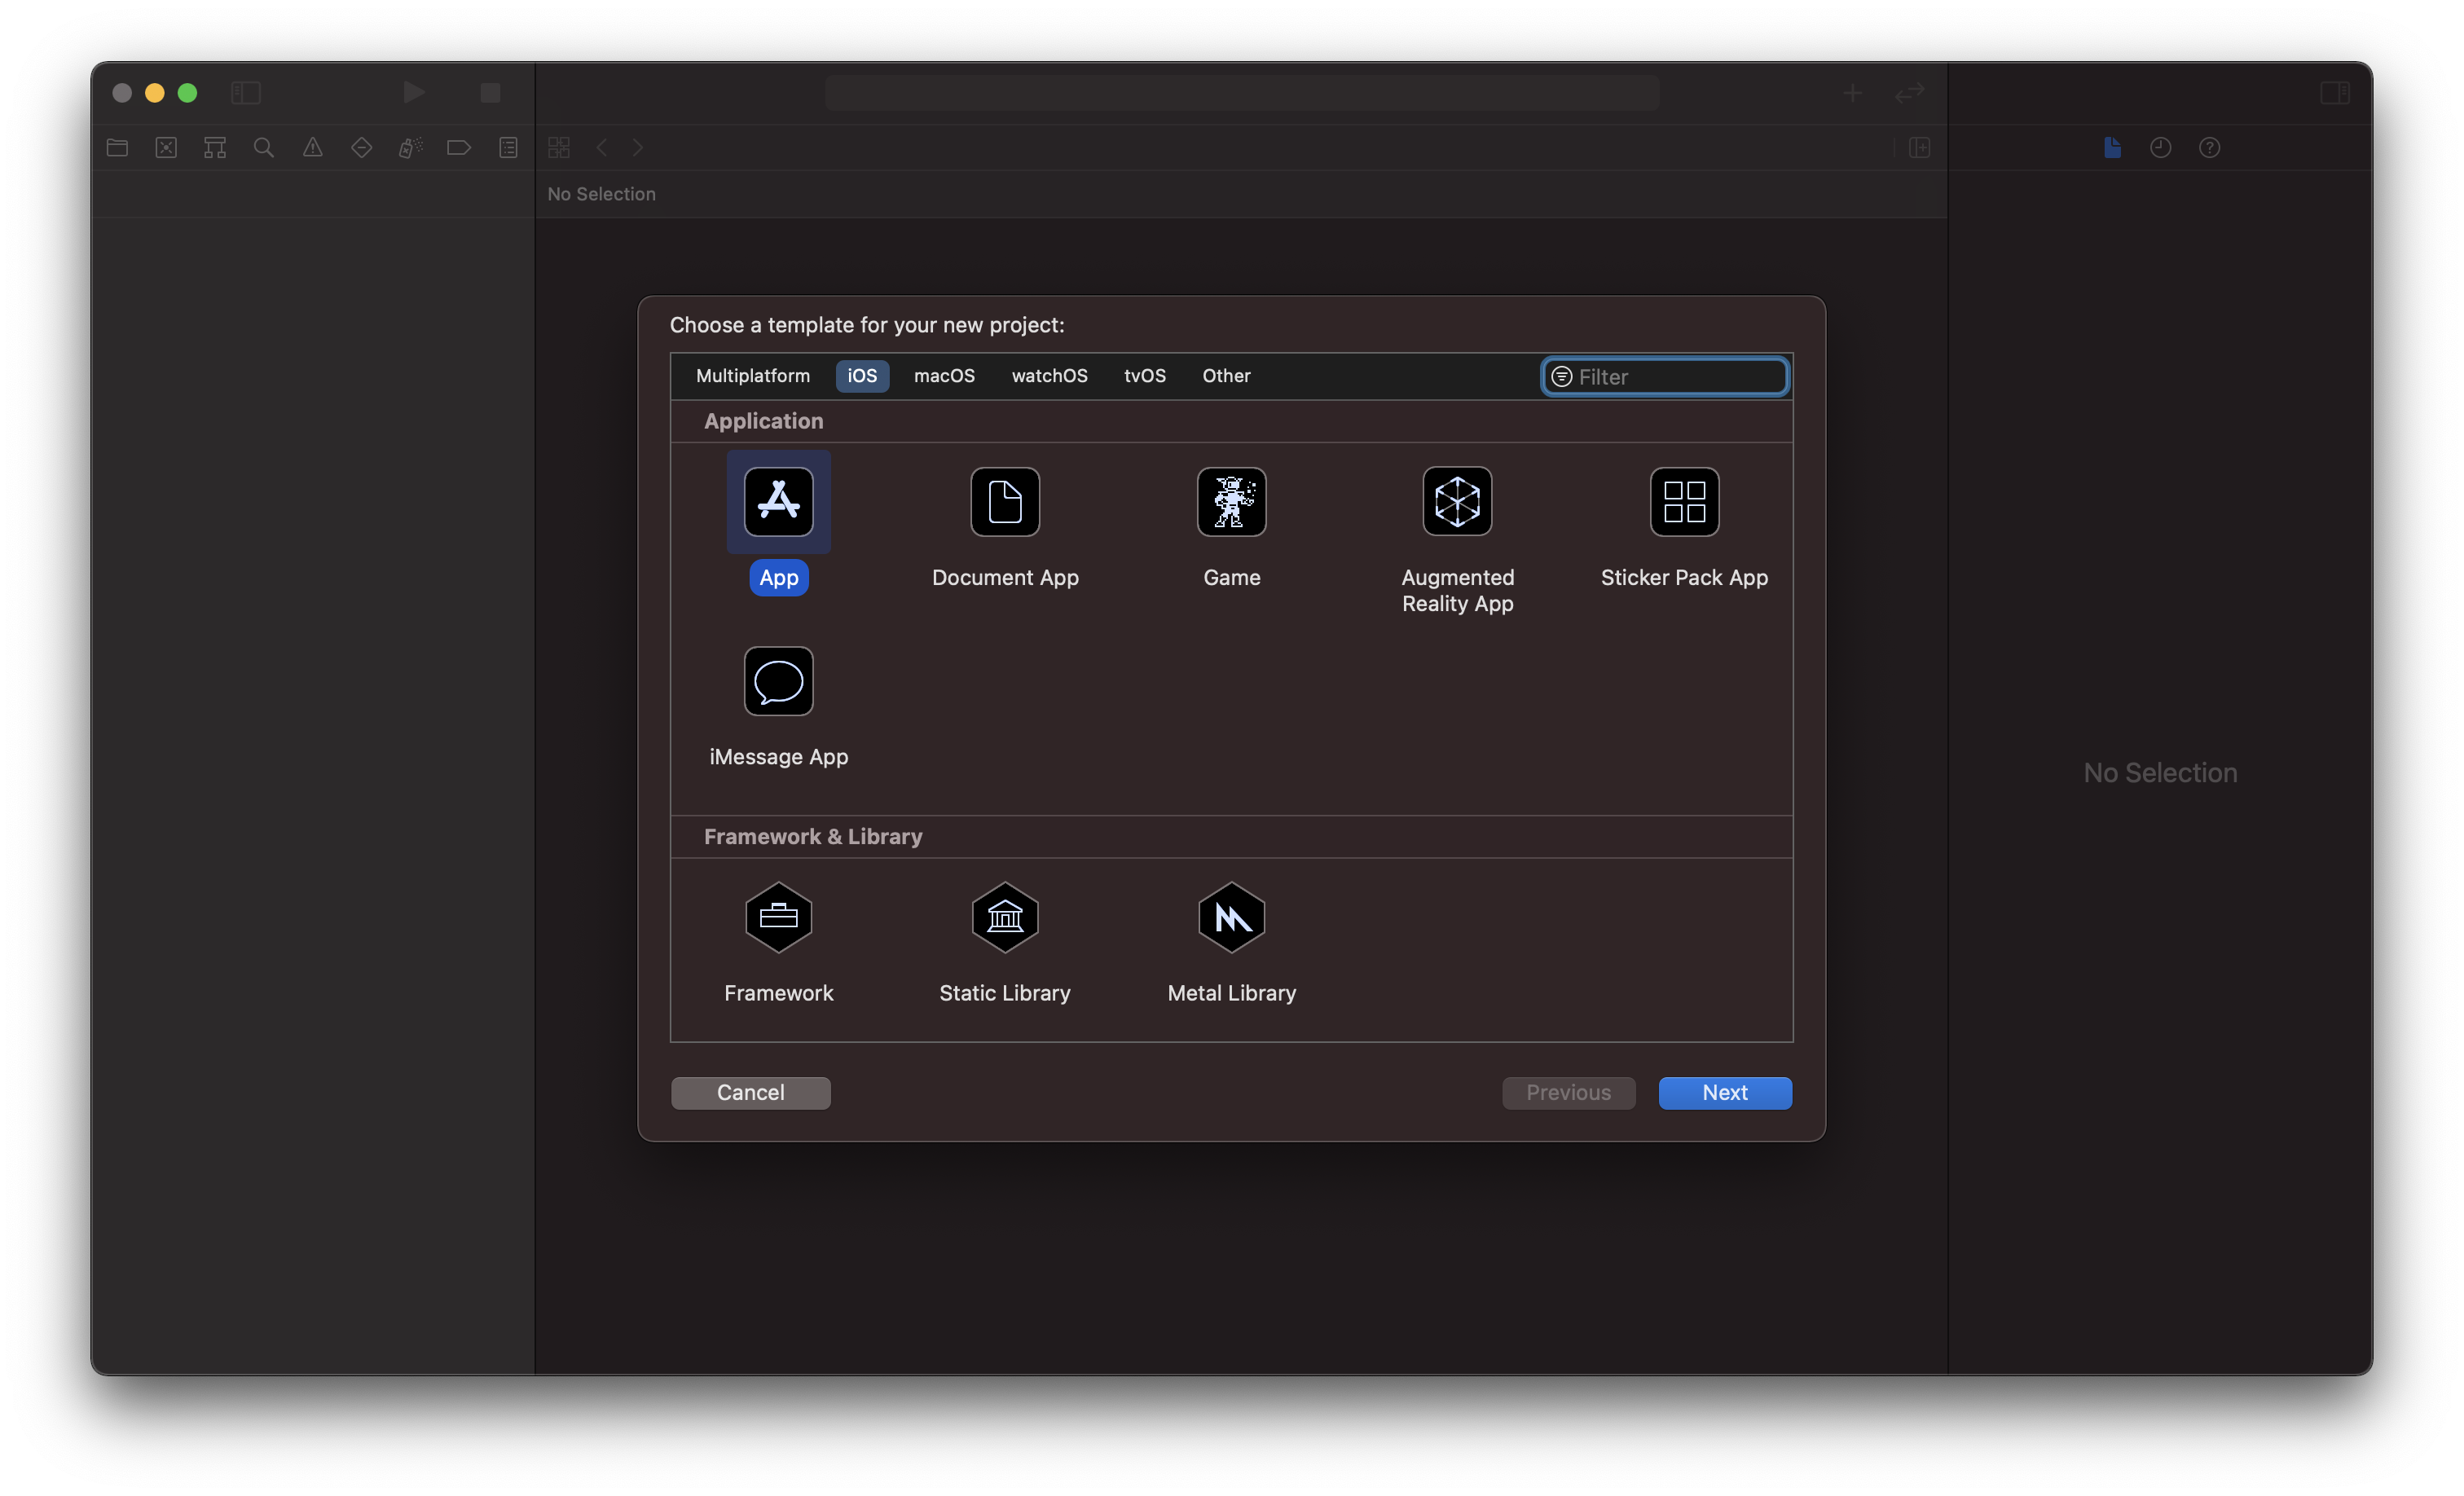 No Selection
Choose a template for your new project:
Multiplatform iOS macOS watchOS tvOS Other Filter
Application
App Document App Game Augmented Reality App Sticker Pack App
iMessage App
Framework & Library
Framework Static Library Metal Library
No Selection
Cancel Previous Next